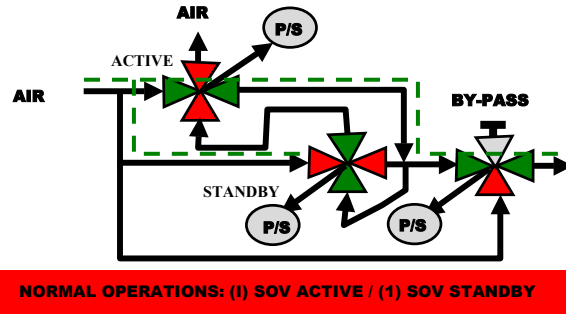 AIR
P/S
ACTIVE
AIR
BY-PASS
STANDBY
P/S
P/S
NORMAL OPERATIONS: (I) SOV ACTIVE / (1) SOV STANDBY